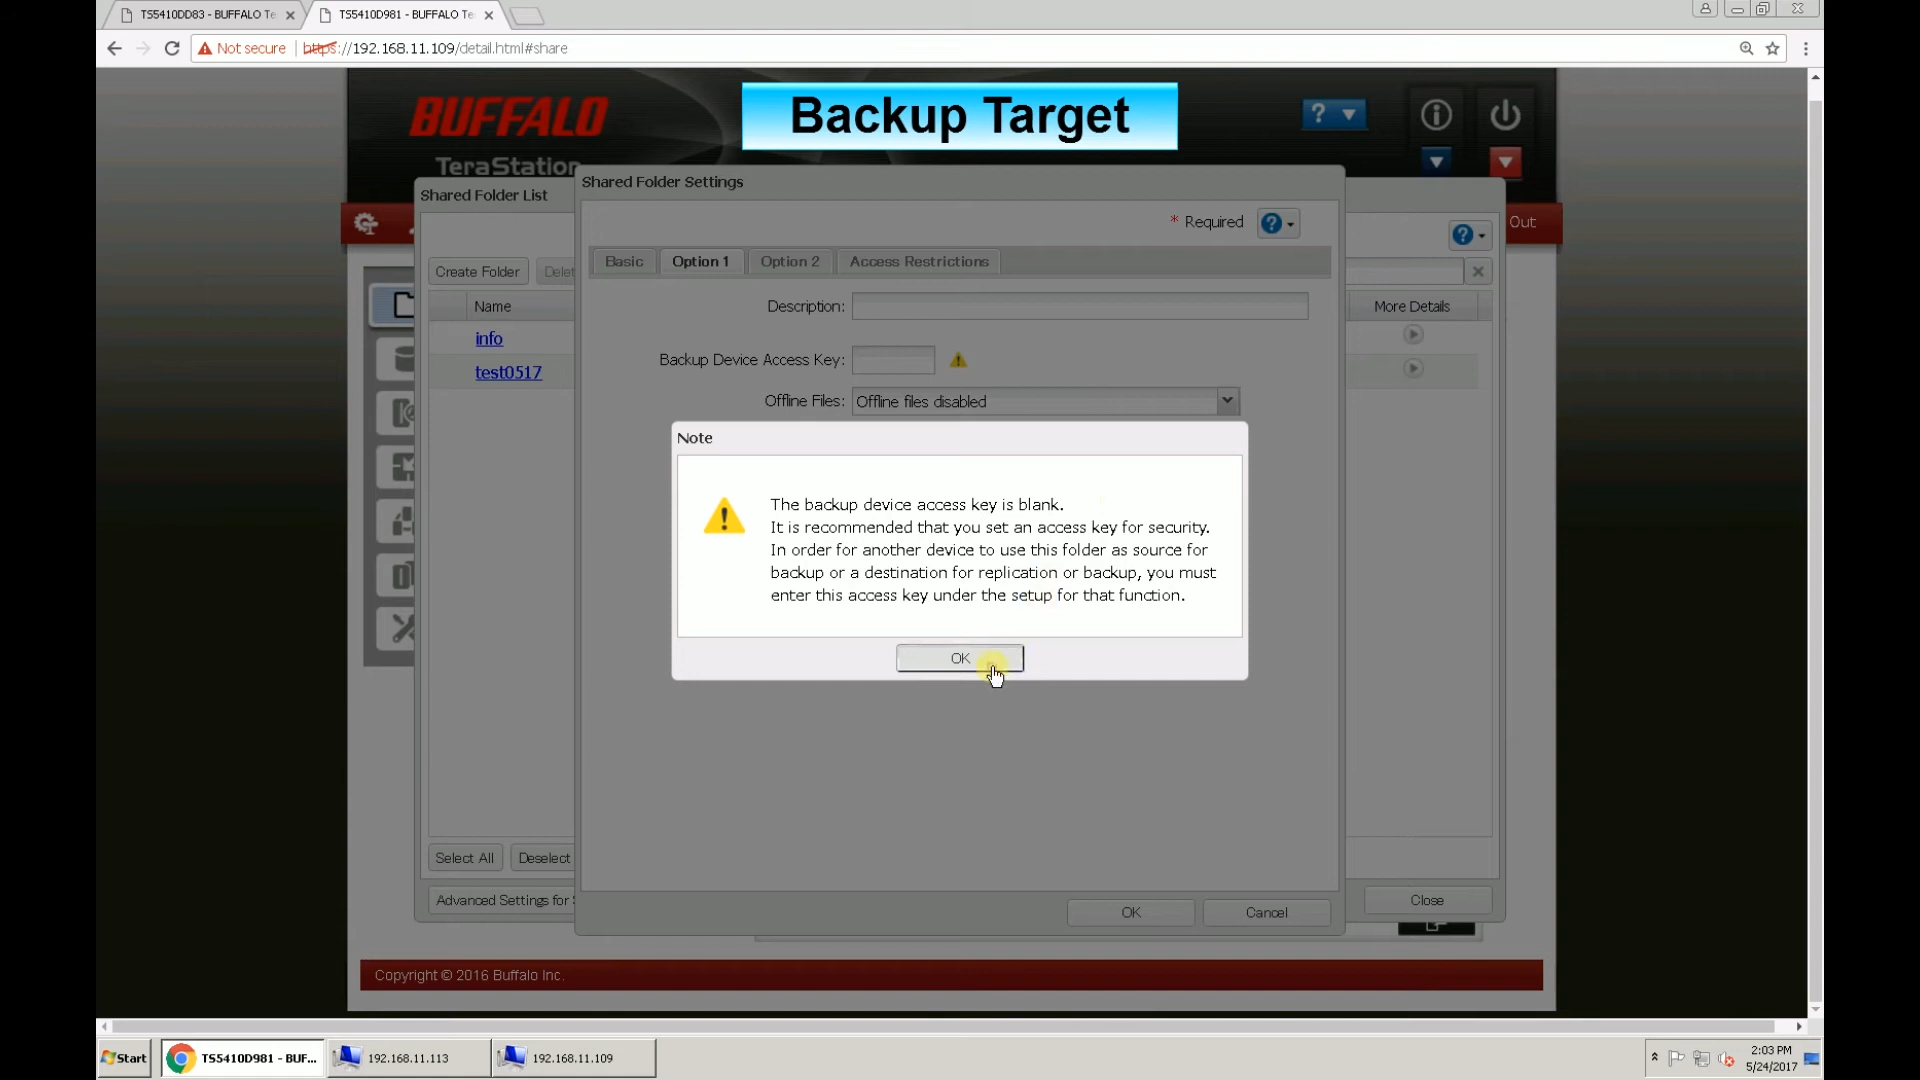 TS5410DD83 - BUFFALO Te
TS5410D981 - BUFFALO Te
Not secure
https://192.168.11.109/detail.html#share
BUFFALO
TeraStation
Backup Target
?
Shared Folder List
Shared Folder Settings
* Required
Out
Basic
Option 1
Option 2
Access Restrictions
Create Folder
Delet
Name
More Details
Description:
info
Backup Device Access Key:
test0517
Offline Files:
Offline files disabled
Note
The backup device access key is blank.
It is recommended that you set an access key for security.
In order for another device to use this folder as source for
backup or a destination for replication or backup, you must
enter this access key under the setup for that function.
OK
Select All
Deselect
Advanced Settings for
Close
OK
Cancel
Copyright © 2016 Buffalo Inc.
Start
TS5410D981 - BUF...
192.168.11.113
192.168.11.109
2:03 PM
5/24/2017